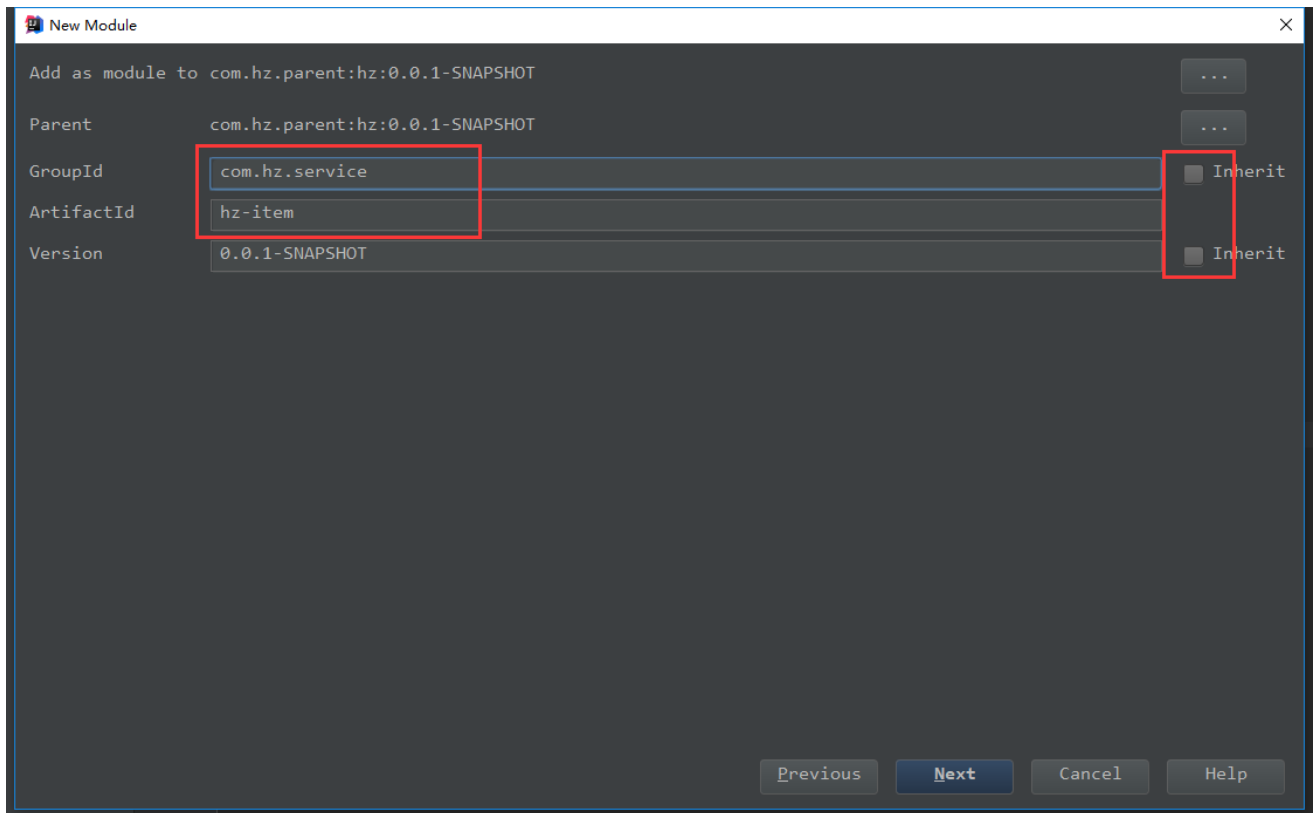 New Module
Add as module to com.hz.parent:hz:0.0.1-SNAPSHOT ...
Parent com.hz.parent:hz:0.0.1-SNAPSHOT ...
GroupId com.hz.service Inherit
ArtifactId hz-item
Version 0.0.1-SNAPSHOT Inherit
Previous Next Cancel Help